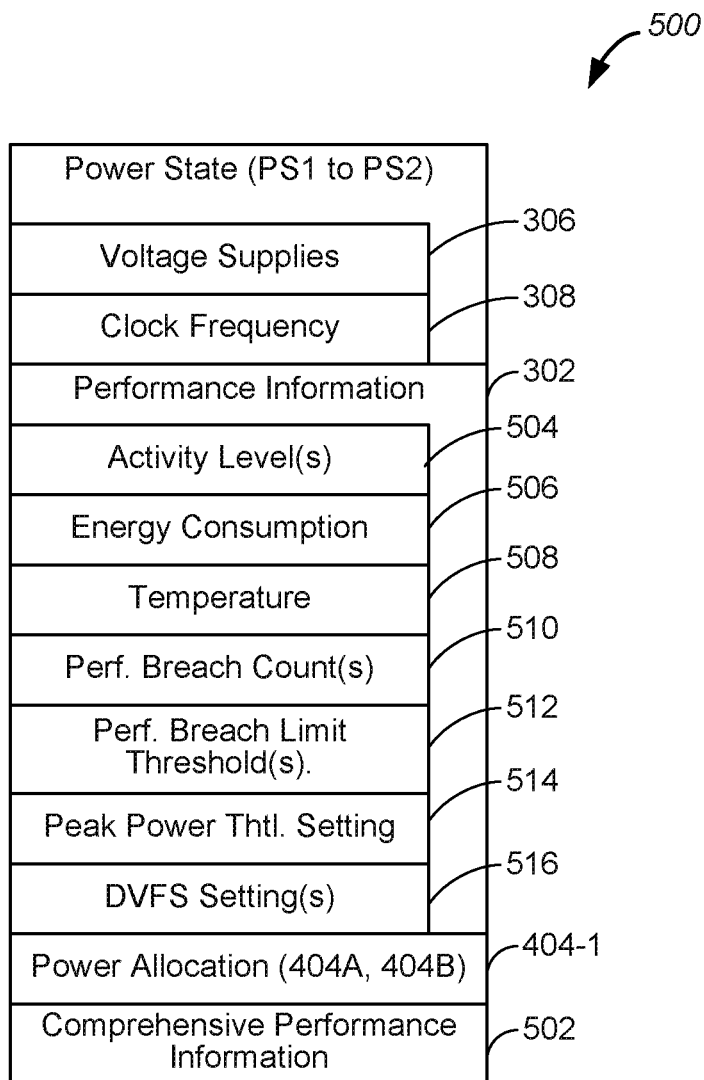 500
Power State (PS1 to PS2)
306
Voltage Supplies
308
Clock Frequency
302
Performance Information
504
Activity Level(s)
506
Energy Consumption
508
Temperature
510
Perf. Breach Count(s)
512
Perf. Breach Limit
Threshold(s).
514
Peak Power Thtl. Setting
516
DVFS Setting(s)
404-1
Power Allocation (404A, 404B)
Comprehensive Performance
Information
502